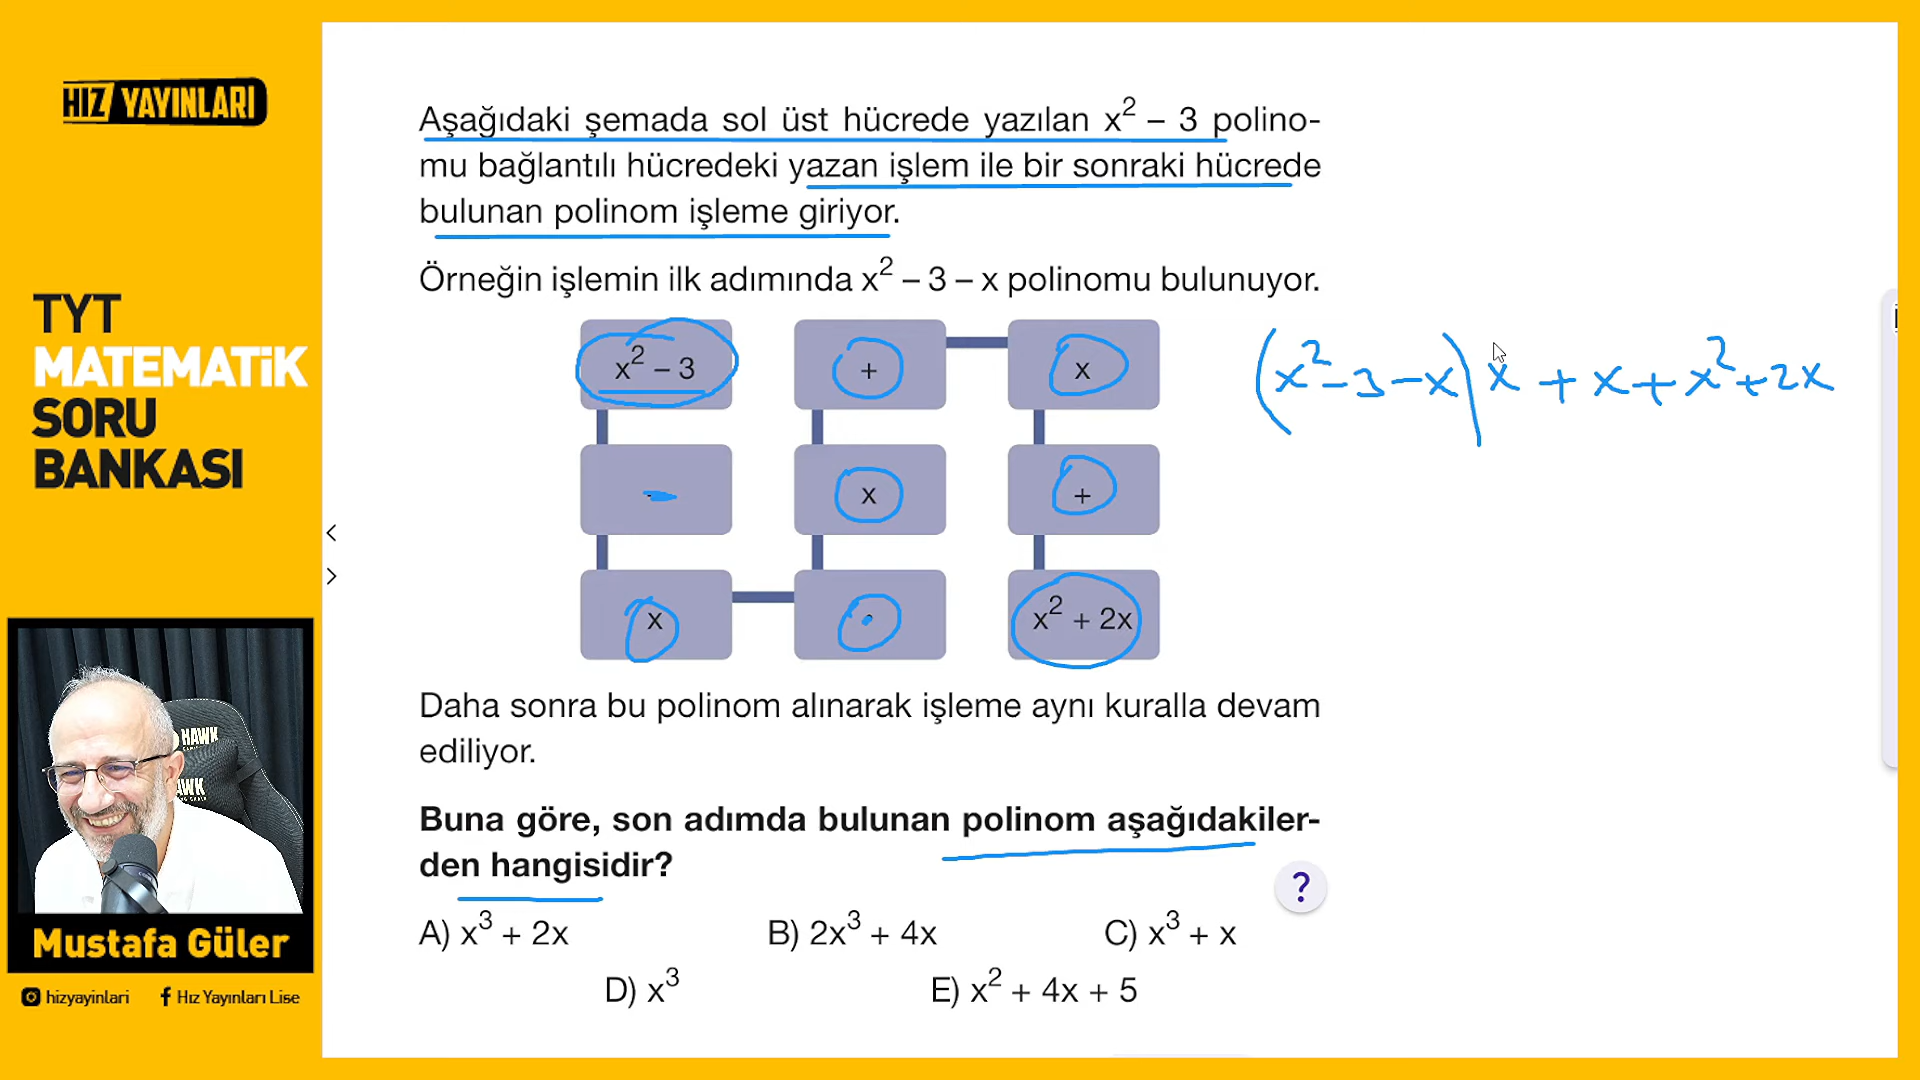 HIZ YAYINLARI
TYT
MATEMATİK
SORU
BANKASI
HAWK
HAWK
Mustafa Güler
hizyayinlari
Hız Yayınları Lise
Aşağıdaki şemada sol üst hücrede yazılan x² – 3 polino-
mu bağlantılı hücredeki yazan işlem ile bir sonraki hücrede
bulunan polinom işleme giriyor.
Örneğin işlemin ilk adımında x² – 3 – x polinomu bulunuyor.
x² – 3
+
x
-
x
+
x
·
x² + 2x
(x² - 3 - x) x + x + x² + 2x
Daha sonra bu polinom alınarak işleme aynı kuralla devam
ediliyor.
Buna göre, son adımda bulunan polinom aşağıdakiler-
den hangisidir?
?
A) x³ + 2x
B) 2x³ + 4x
C) x³ + x
D) x³
E) x² + 4x + 5